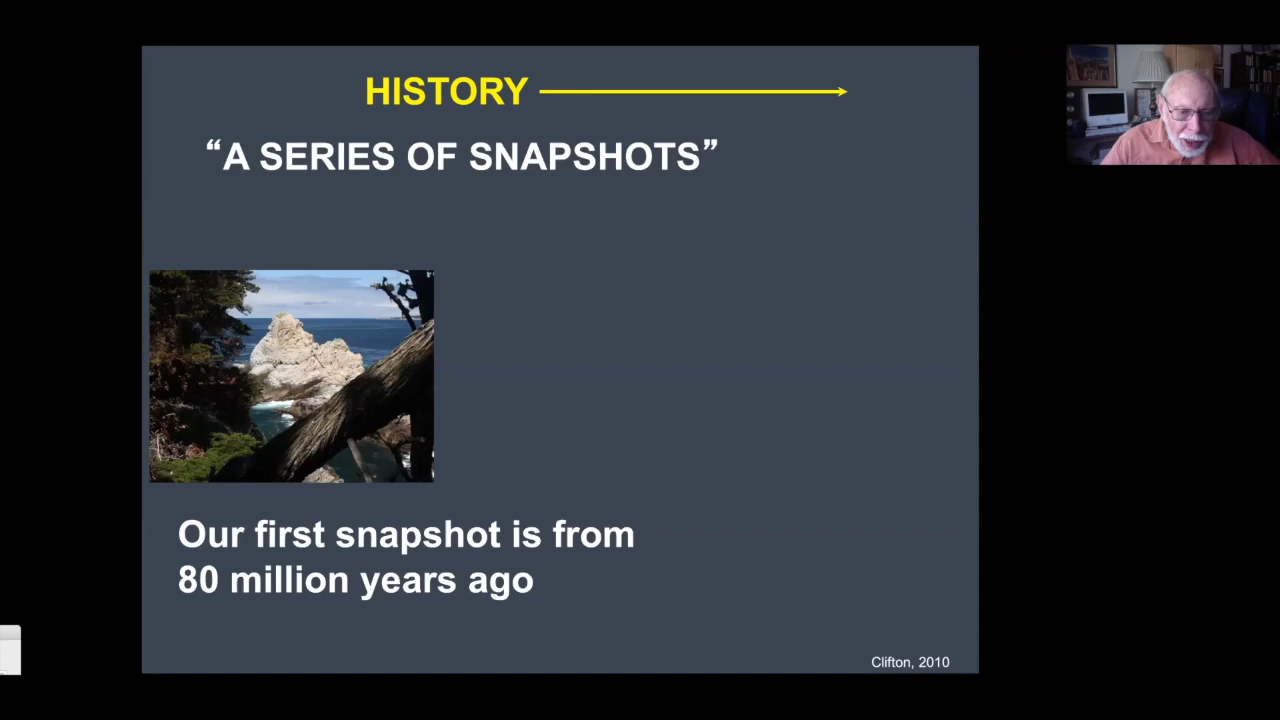 HISTORY
“A SERIES OF SNAPSHOTS”
Our first snapshot is from
80 million years ago
Clifton, 2010